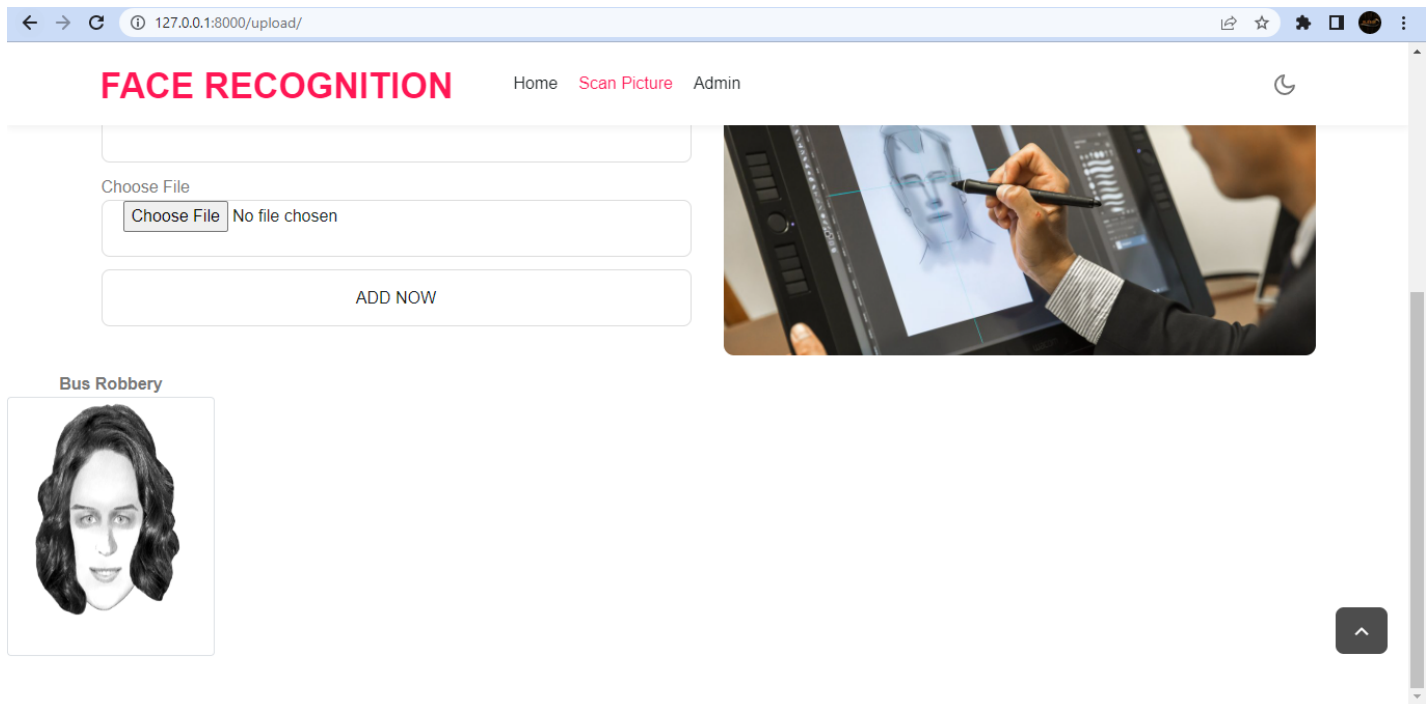 127.0.0.1:8000/upload/
FACE RECOGNITION
Home Scan Picture Admin
Choose File
Choose File No file chosen
ADD NOW
Bus Robbery